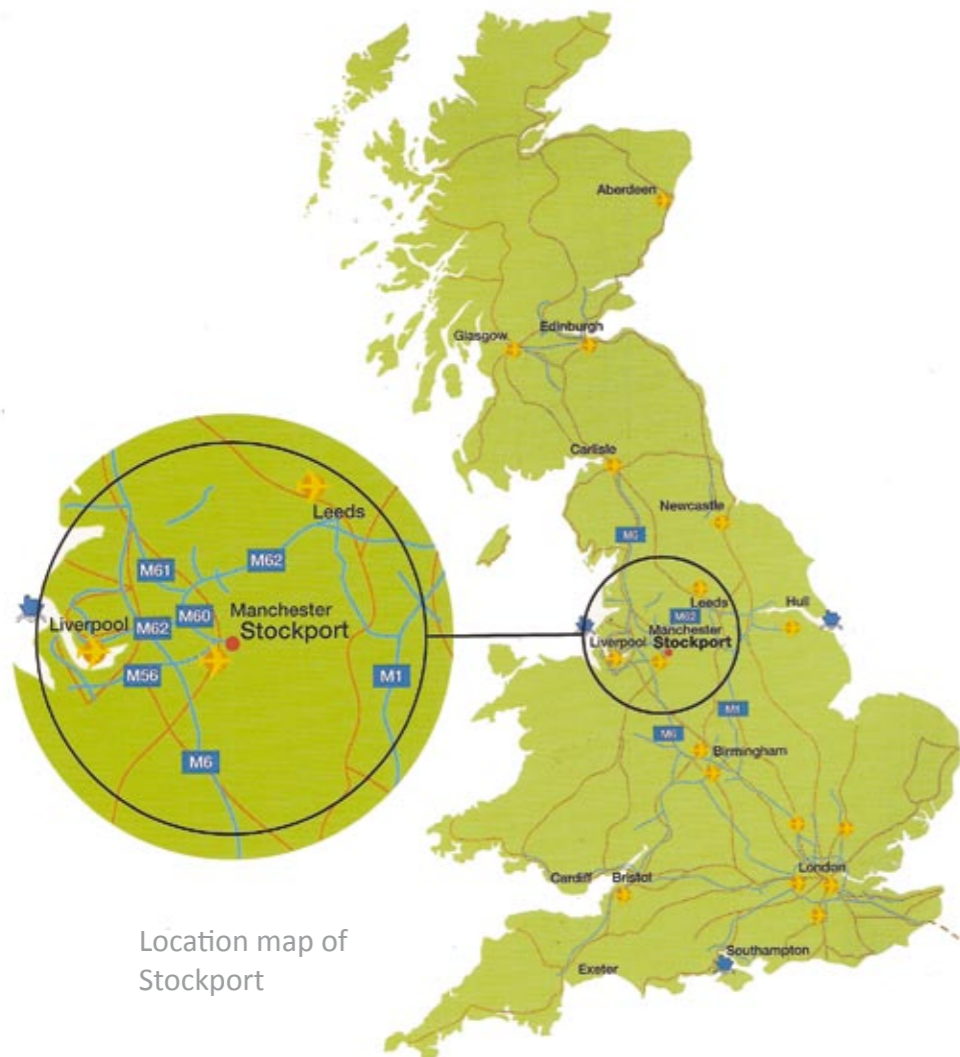 Aberdeen
Glasgow
Edinburgh
Carlisle
Newcastle
M6
Leeds
M62
Hull
Manchester
Liverpool
Stockport
M1
M6
Birmingham
London
Cardiff
Bristol
Southampton
Exeter
Leeds
M62
M61
M60
Manchester
Stockport
Liverpool
M62
M56
M1
M6
Location map of
Stockport